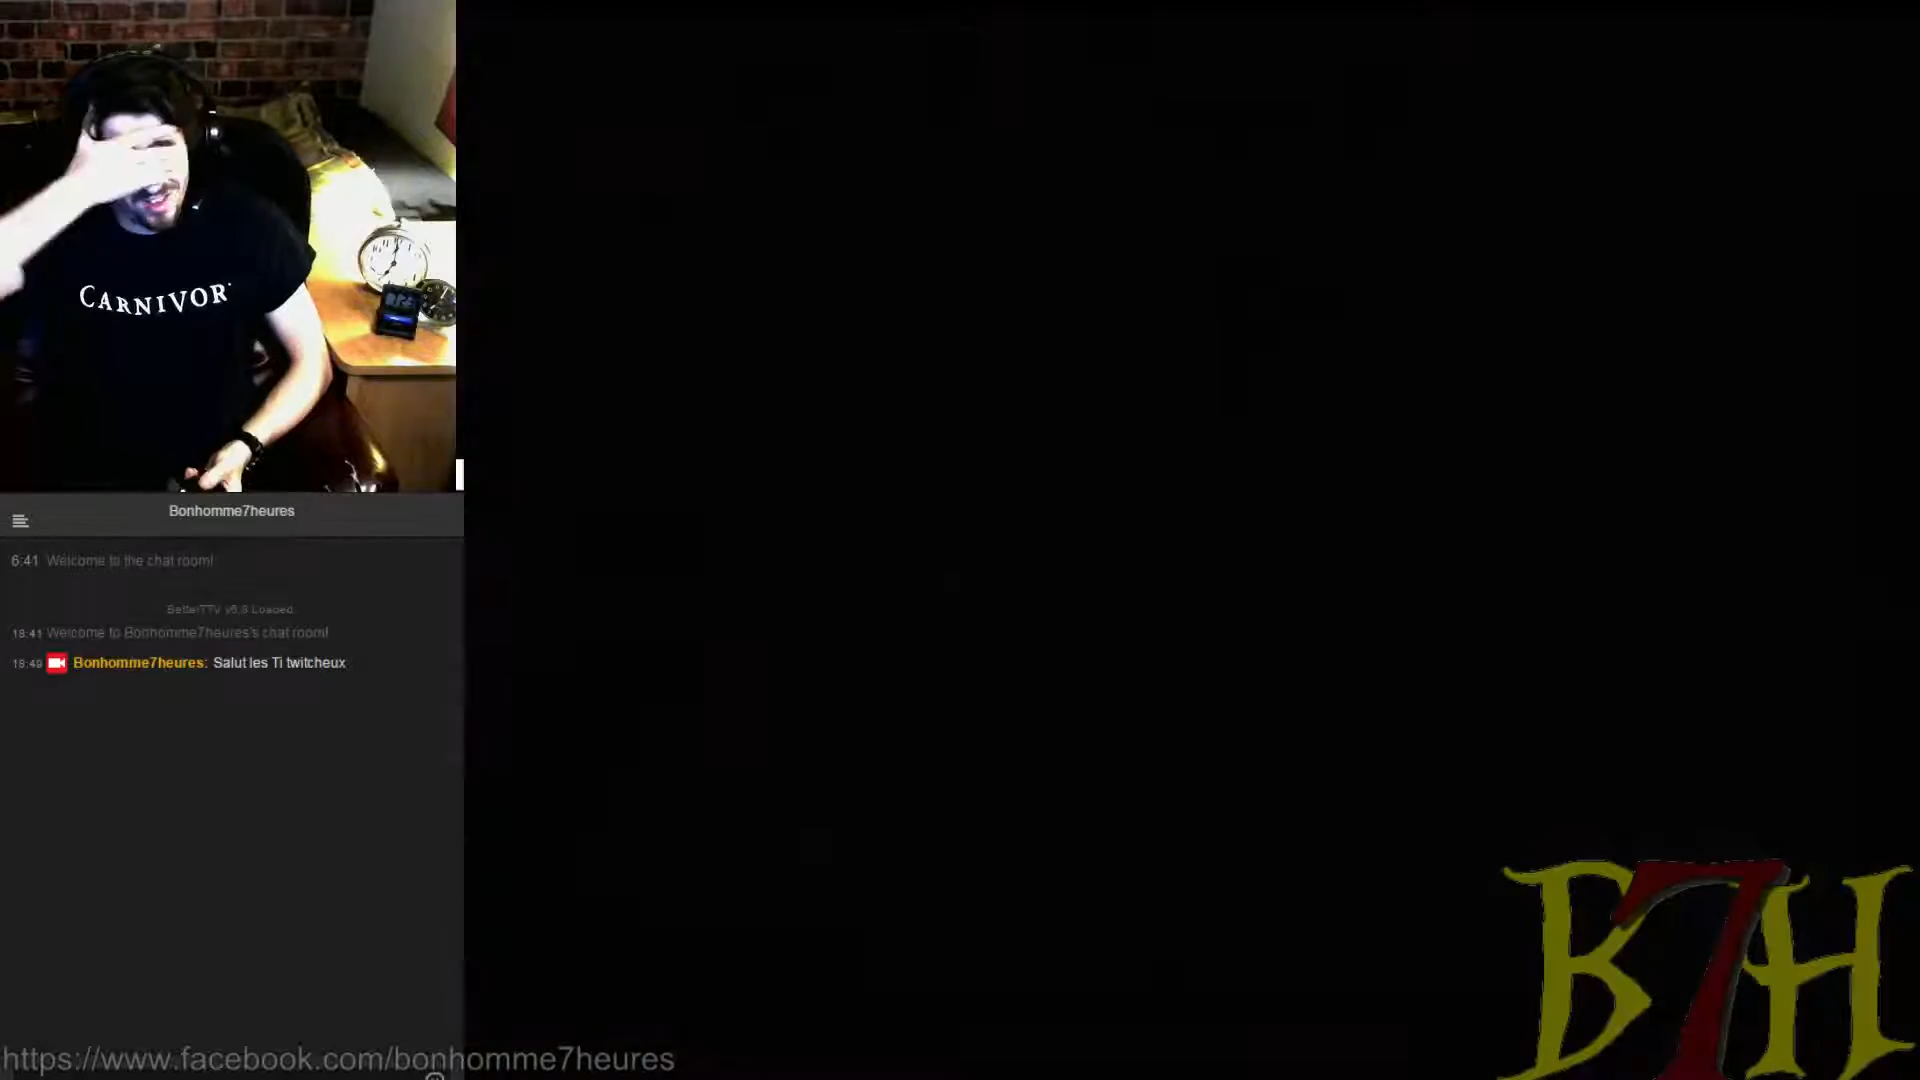 CARNIVOR
Bonhomme7heures
6:41 Welcome to the chat room!
BetterTTV v6.8 Loaded.
18:41 Welcome to Bonhomme7heures's chat room!
18:49 Bonhomme7heures: Salut les Ti twitcheux
https://www.facebook.com/bonhomme7heures
B7H